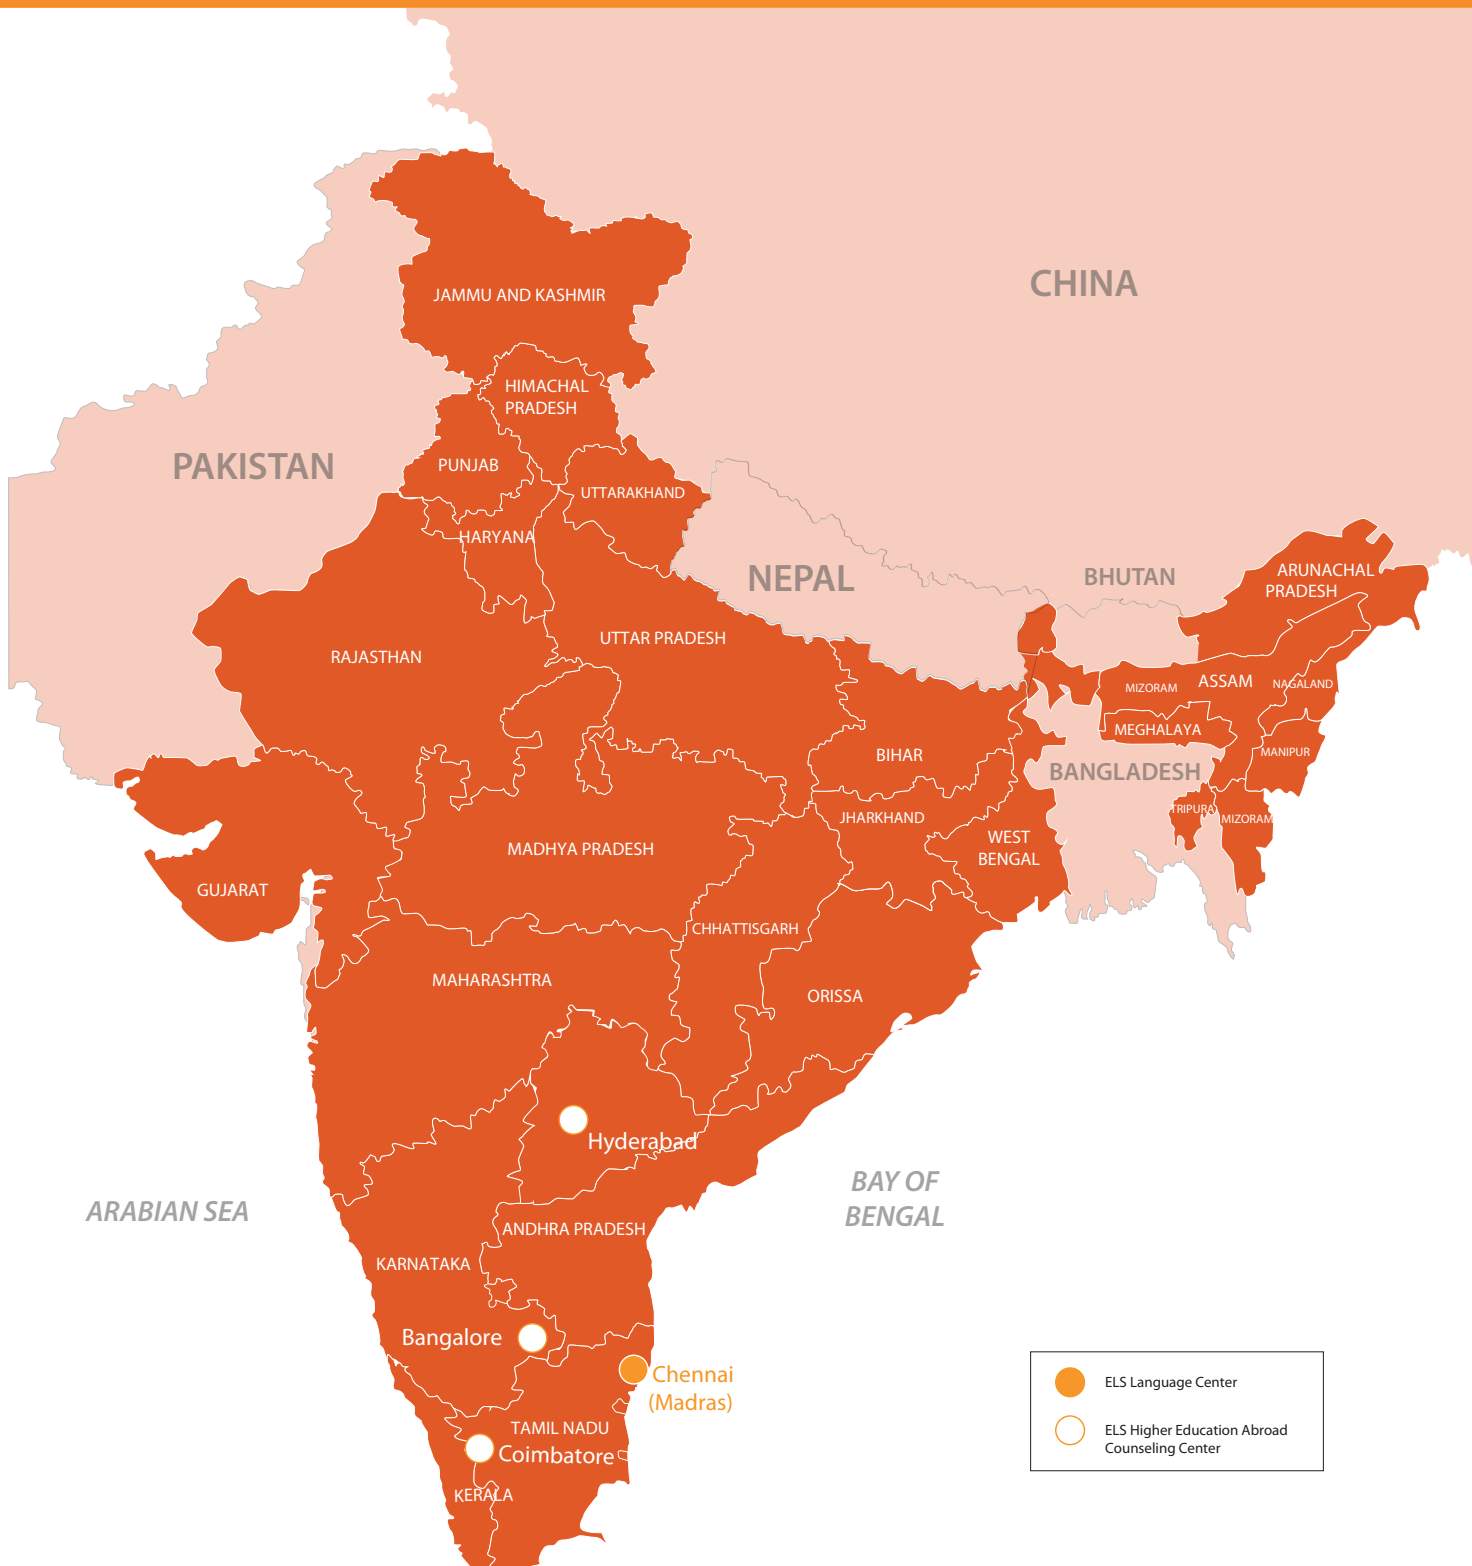 CHINA
JAMMU AND KASHMIR
HIMACHAL
PRADESH
PAKISTAN
PUNJAB
UTTARAKHAND
HARYANA
NEPAL
BHUTAN
ARUNACHAL
PRADESH
UTTAR PRADESH
RAJASTHAN
MIZORAM
ASSAM
NAGALAND
MEGHALAYA
MANIPUR
BIHAR
BANGLADESH
TRIPURA
MIZORAM
JHARKHAND
WEST
BENGAL
MADHYA PRADESH
GUJARAT
CHHATTISGARH
MAHARASHTRA
ORISSA
Hyderabad
BAY OF
BENGAL
ARABIAN SEA
ANDHRA PRADESH
KARNATAKA
Bangalore
Chennai
(Madras)
TAMIL NADU
Coimbatore
KERALA
ELS Language Center
ELS Higher Education Abroad
Counseling Center